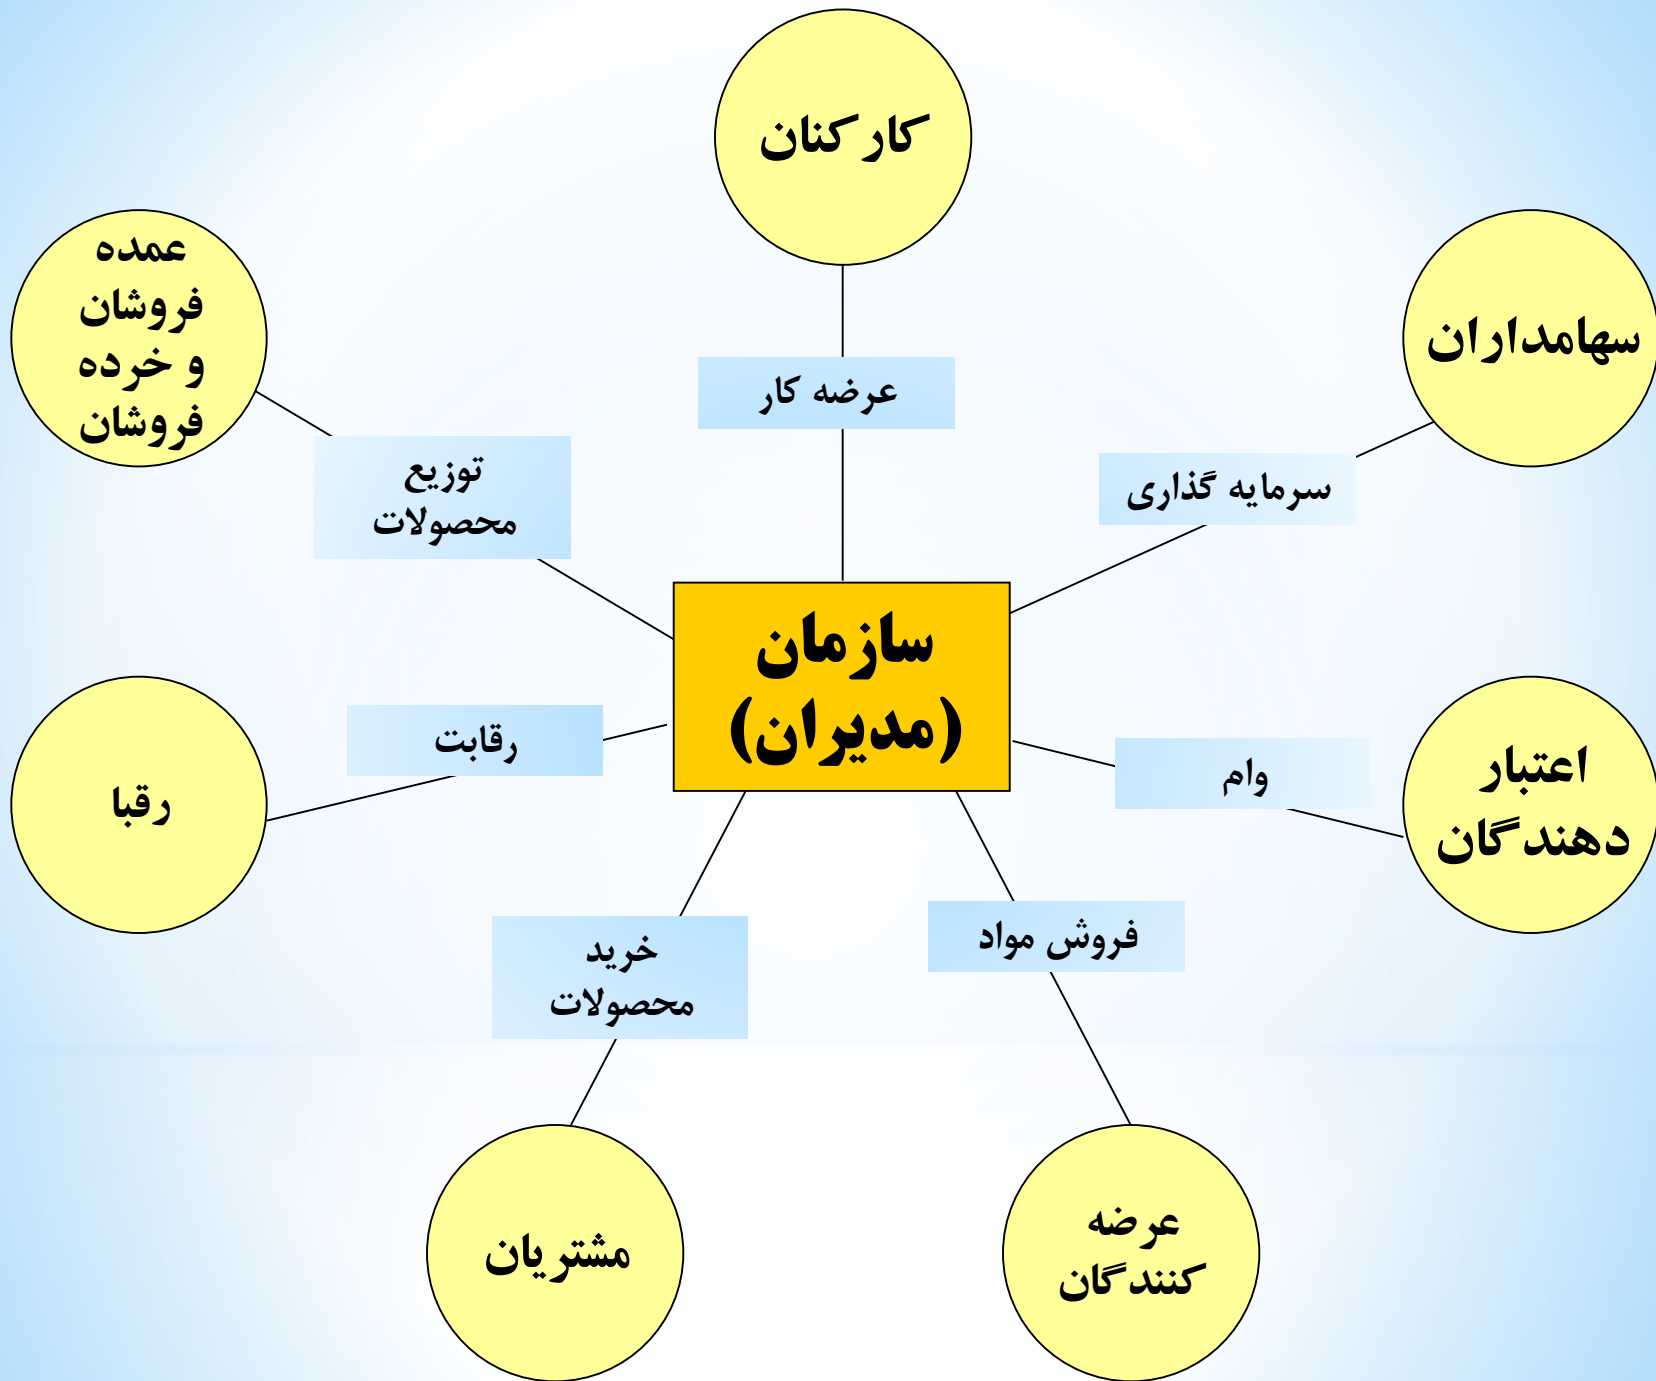 کارکنان
سهامداران
عمده
فروشان
و خرده
فروشان
عرضه کار
سرمایه گذاری
توزیع
محصولات
سازمان
(مدیران)
رقابت
رقبا
وام
اعتبار
دهندگان
فروش مواد
خرید
محصولات
مشتریان
عرضه
کنندگان